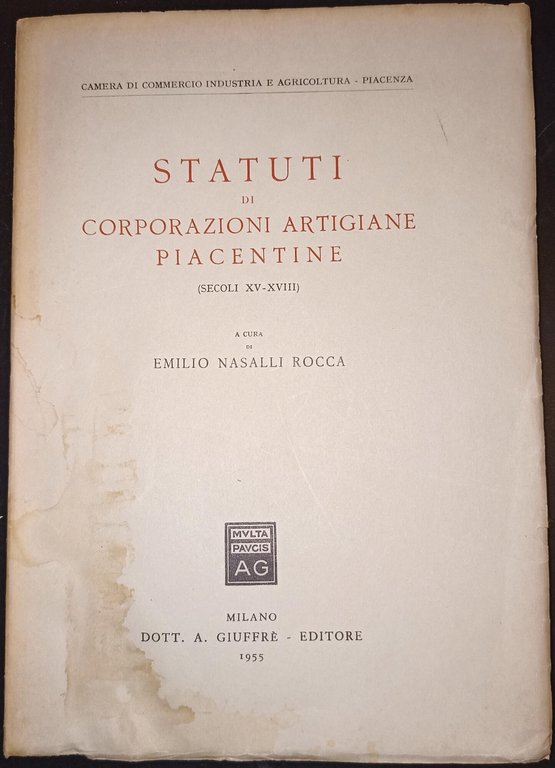 CAMERA DI COMMERCIO INDUSTRIA E AGRICOLTURA - PIACENZA
STATUTI
DI
CORPORAZIONI ARTIGIANE
PIACENTINE
(SECOLI XV-XVIII)
A CURA
DI
EMILIO NASALLI ROCCA
MVLTA
PAVCIS
AG
MILANO
DOTT. A. GIUFFRÈ - EDITORE
1955